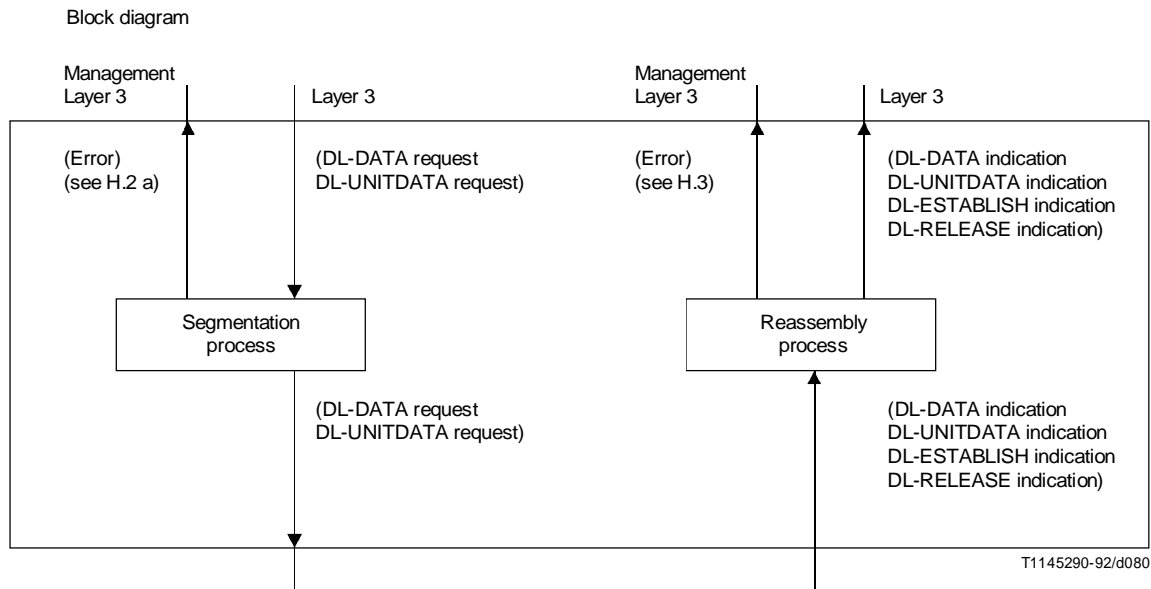 Block diagram
Management
Layer 3
Layer 3
Management
Layer 3
Layer 3
(Error)
(see H.2 a)
(DL-DATA request
DL-UNITDATA request)
(Error)
(see H.3)
(DL-DATA indication
DL-UNITDATA indication
DL-ESTABLISH indication
DL-RELEASE indication)
Segmentation
process
Reassembly
process
(DL-DATA request
DL-UNITDATA request)
(DL-DATA indication
DL-UNITDATA indication
DL-ESTABLISH indication
DL-RELEASE indication)
T1145290-92/d080